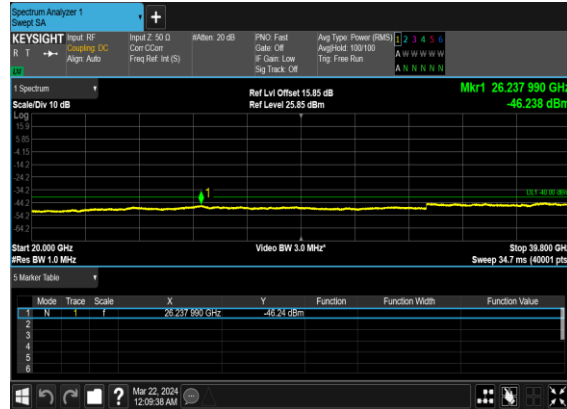 Spectrum Analyzer 1
Swept SA
+
KEYSIGHT Input: RF Input Z: 50 Ω #Atten: 20 dB PNO: Fast Avg Type: Power (RMS) 1 2 3 4 5 6
R T Coupling: DC Corr CCorr Gate: Off Avg|Hold: 100/100 A W W W W W
Align: Auto Freq Ref: Int (S) IF Gain: Low Trig: Free Run
Sig Track: Off A N N N N N
1 Spectrum Ref Lvl Offset 15.85 dB Mkr1 26.237 990 GHz
Scale/Div 10 dB Ref Level 25.85 dBm -46.238 dBm
Log
15.9
5.85
-4.15
-14.2
-24.2
-34.2 1 DL1 -40.00 dBm
-44.2
-54.2
-64.2
Start 20.000 GHz Video BW 3.0 MHz* Stop 39.800 GHz
#Res BW 1.0 MHz Sweep 34.7 ms (40001 pts)
5 Marker Table
Mode Trace Scale X Y Function Function Width Function Value
1 N 1 f 26.237 990 GHz -46.24 dBm
2
3
4
5
6
? Mar 22, 2024
12:09:38 AM